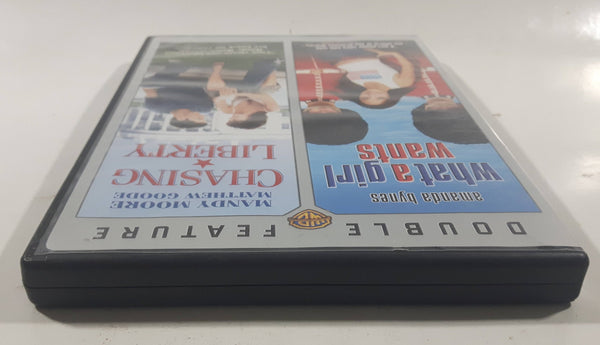 DOUBLE FEATURE
amanda bynes
what a girl
wants
MANDY MOORE
MATTHEW GOODE
CHASING
LIBERTY